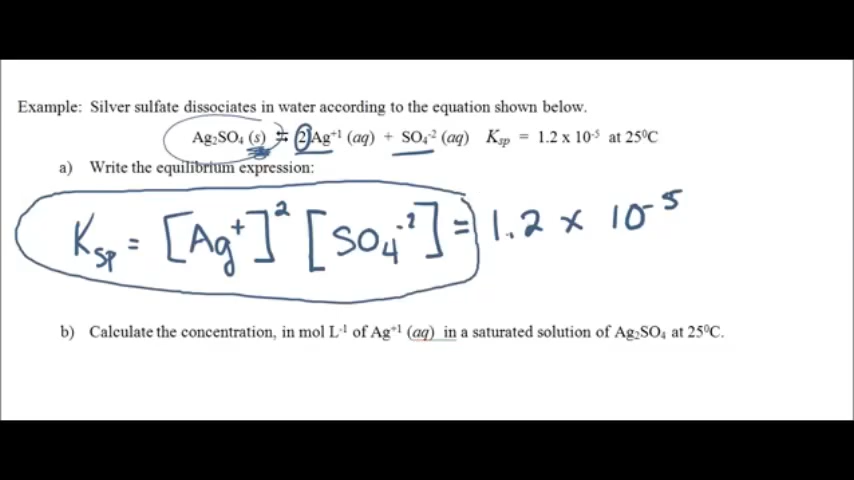 Example: Silver sulfate dissociates in water according to the equation shown below.
Ag₂SO₄ (s) ⇌ 2Ag⁺¹ (aq) + SO₄⁻² (aq) Kₛₚ = 1.2 x 10⁻⁵ at 25⁰C
a) Write the equilibrium expression:
Kₛₚ = [Ag⁺]² [SO₄⁻²] = 1.2 x 10⁻⁵
b) Calculate the concentration, in mol L⁻¹ of Ag⁺¹ (aq) in a saturated solution of Ag₂SO₄ at 25⁰C.